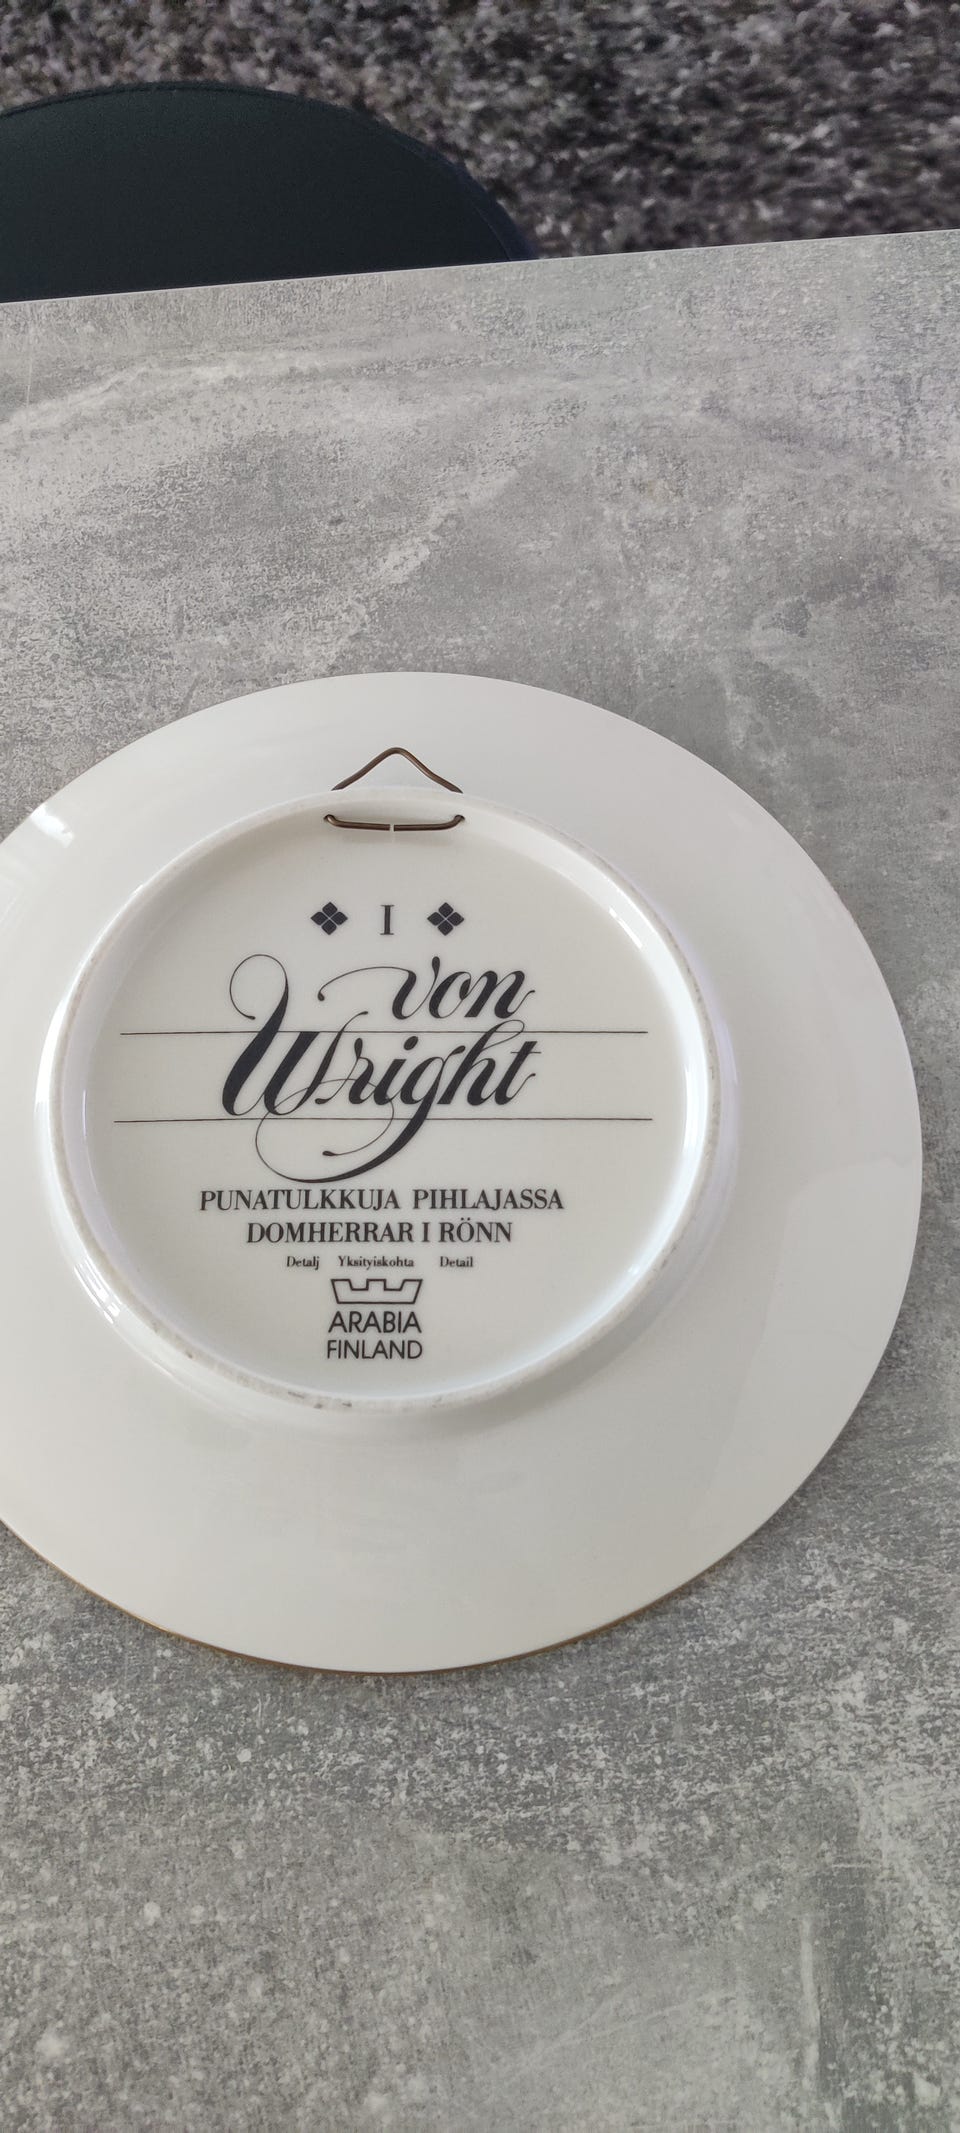 I
von
Wright
PUNATULKKUJA PIHLAJASSA
DOMHERRAR I RÖNN
Detalj Yksityiskohta Detail
ARABIA
FINLAND